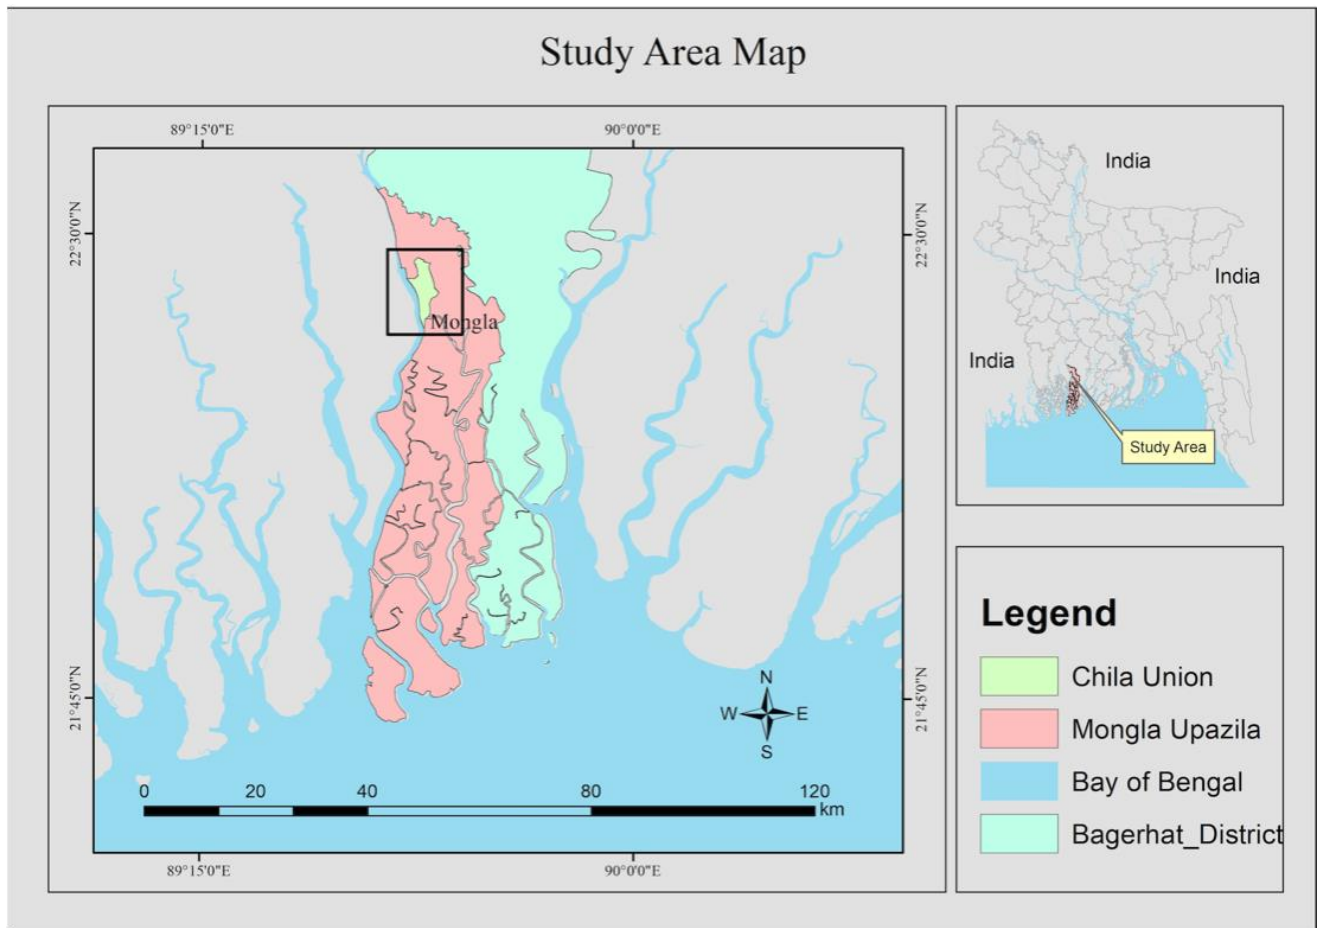 Study Area Map
89°15'0"E
90°0'0"E
22°30'0"N
22°30'0"N
Mongla
21°45'0"N
21°45'0"N
N
W
E
S
0
20
40
80
120
km
89°15'0"E
90°0'0"E
India
India
India
Study Area
Legend
Chila Union
Mongla Upazila
Bay of Bengal
Bagerhat_District